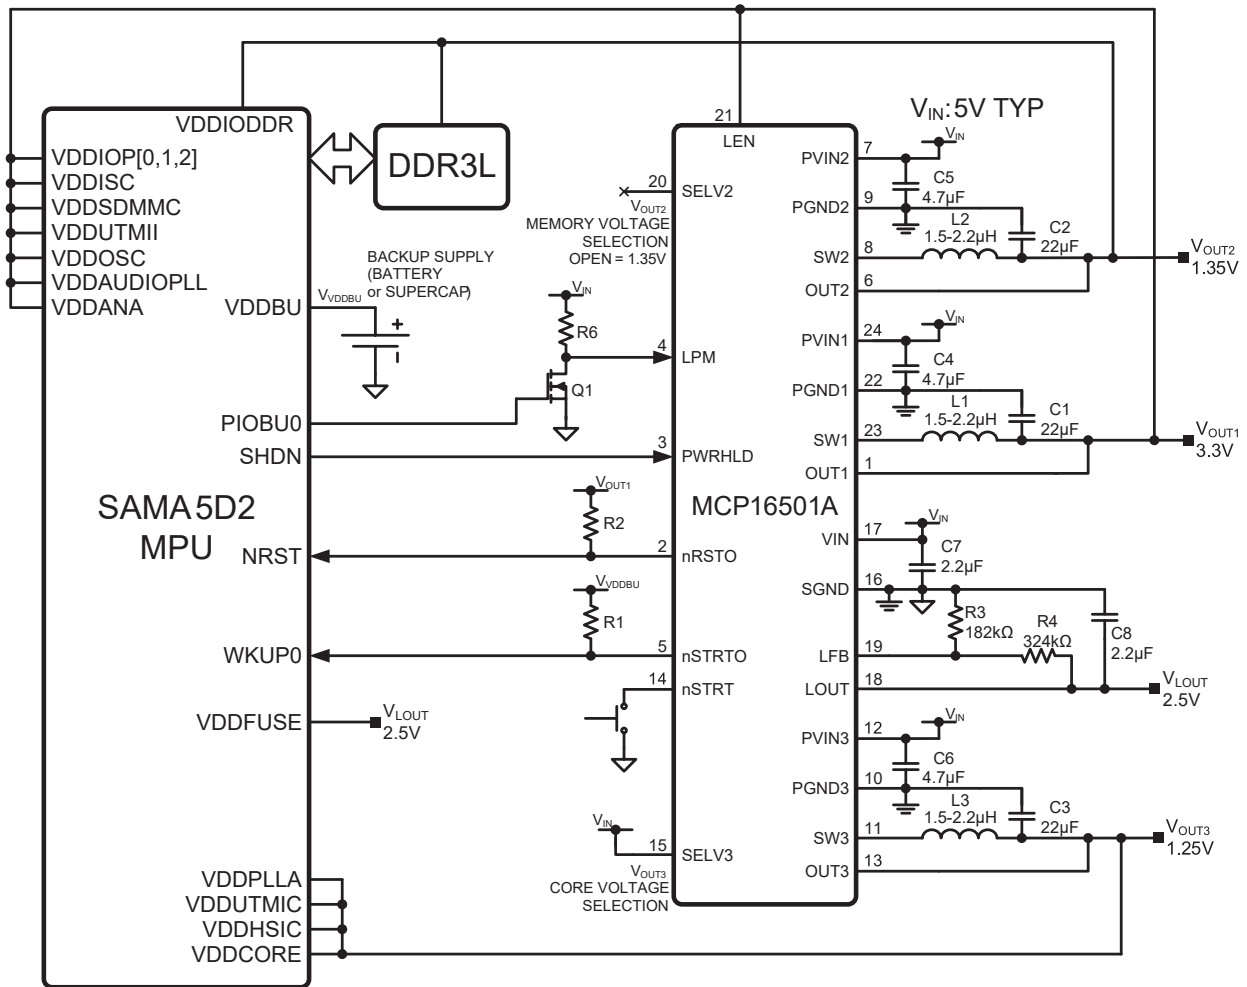 VDDIODDR
VDDIOP[0,1,2]
VDDISC
VDDSDMMC
VDDUTMII
VDDOSC
VDDAUDIOPLL
VDDANA
VDDBU
PIOBU0
SHDN
SAMA5D2
MPU
NRST
WKUP0
VDDFUSE
VDDPLLA
VDDUTMIC
VDDHSIC
VDDCORE
DDR3L
VVDDBU
BACKUP SUPPLY
(BATTERY
or SUPERCAP)
+
–
VIN
R6
Q1
VOUT1
R2
VVDDBU
R1
VLOUT
2.5V
20
VOUT2
MEMORY VOLTAGE
SELECTION
OPEN = 1.35V
4
3
2
5
14
VIN
15
VOUT3
CORE VOLTAGE
SELECTION
21
LEN
SELV2
LPM
PWRHLD
MCP16501A
nRSTO
nSTRTO
nSTRT
SELV3
PVIN2
PGND2
SW2
OUT2
PVIN1
PGND1
SW1
OUT1
VIN
SGND
LFB
LOUT
PVIN3
PGND3
SW3
OUT3
VIN: 5V TYP
7
VIN
C5
4.7µF
9
L2
1.5-2.2µH
C2
22µF
8
6
VOUT2
1.35V
24
VIN
C4
4.7µF
22
L1
1.5-2.2µH
C1
22µF
23
1
VOUT1
3.3V
17
VIN
C7
2.2µF
16
R3
182kΩ
R4
324kΩ
C8
2.2µF
19
18
VLOUT
2.5V
12
VIN
C6
4.7µF
10
L3
1.5-2.2µH
C3
22µF
11
13
VOUT3
1.25V